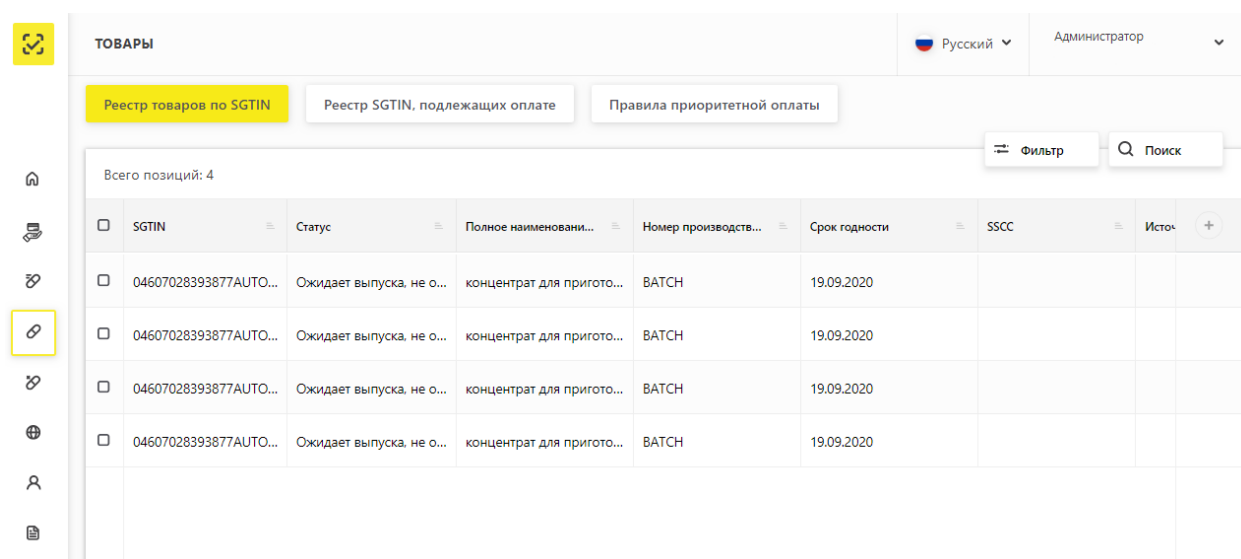 ТОВАРЫ
Русский
Администратор
Реестр товаров по SGTIN
Реестр SGTIN, подлежащих оплате
Правила приоритетной оплаты
Фильтр
Поиск
Всего позиций: 4
SGTIN Статус Полное наименовани... Номер производств... Срок годности SSCC Источ
04607028393877AUTO... Ожидает выпуска, не о... концентрат для пригото... BATCH 19.09.2020
04607028393877AUTO... Ожидает выпуска, не о... концентрат для пригото... BATCH 19.09.2020
04607028393877AUTO... Ожидает выпуска, не о... концентрат для пригото... BATCH 19.09.2020
04607028393877AUTO... Ожидает выпуска, не о... концентрат для пригото... BATCH 19.09.2020